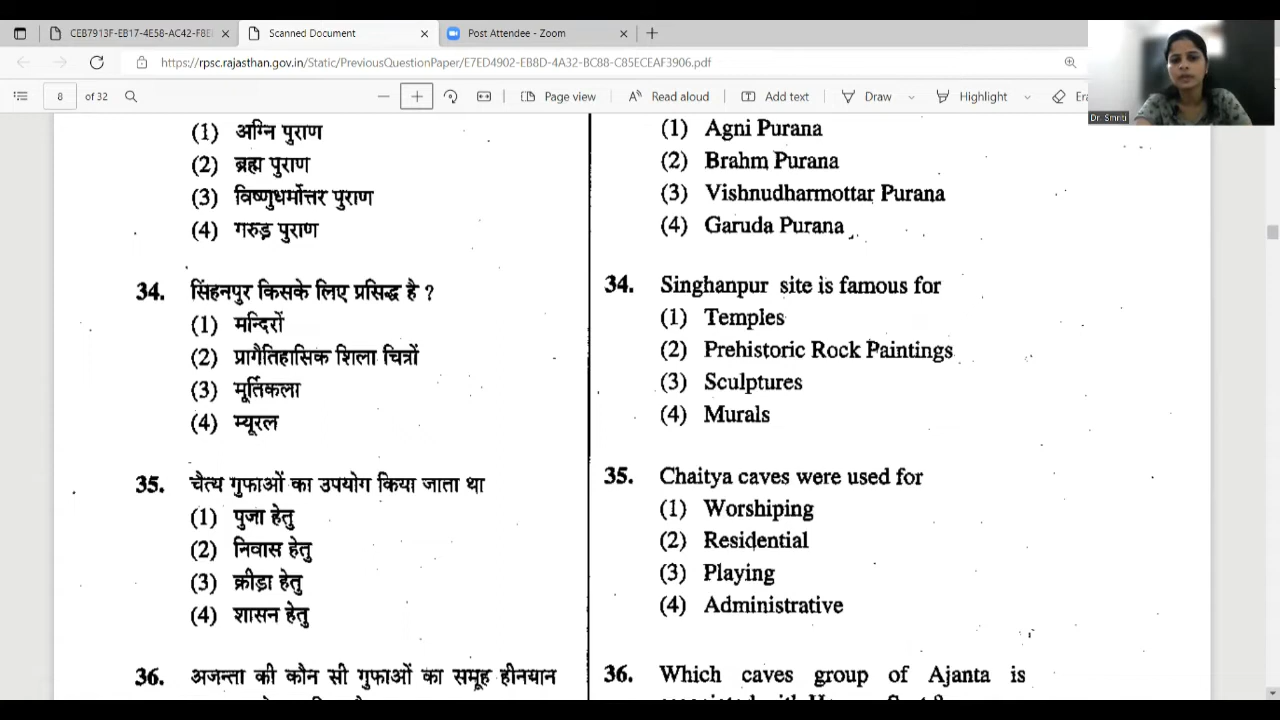 CEB7913F-EB17-4E58-AC42-F8E
Scanned Document
Post Attendee - Zoom
https://rpsc.rajasthan.gov.in/Static/PreviousQuestionPaper/E7ED4902-EB8D-4A32-BC88-C85ECEAF3906.pdf
8 of 32
Page view
Read aloud
Add text
Draw
Highlight
Era
Dr. Smriti
(1) अग्नि पुराण
(2) ब्रह्म पुराण
(3) विष्णुधर्मोत्तर पुराण
(4) गरुड़ पुराण
34. सिंहनपुर किसके लिए प्रसिद्ध है ?
(1) मन्दिरों
(2) प्रागैतिहासिक शिला चित्रों
(3) मूर्तिकला
(4) म्यूरल
35. चैत्य गुफाओं का उपयोग किया जाता था
(1) पुजा हेतु
(2) निवास हेतु
(3) क्रीड़ा हेतु
(4) शासन हेतु
36. अजन्ता की कौन सी गुफाओं का समूह हीनयान
(1) Agni Purana
(2) Brahm Purana
(3) Vishnudharmottar Purana
(4) Garuda Purana
34. Singhanpur site is famous for
(1) Temples
(2) Prehistoric Rock Paintings
(3) Sculptures
(4) Murals
35. Chaitya caves were used for
(1) Worshiping
(2) Residential
(3) Playing
(4) Administrative
36. Which caves group of Ajanta is